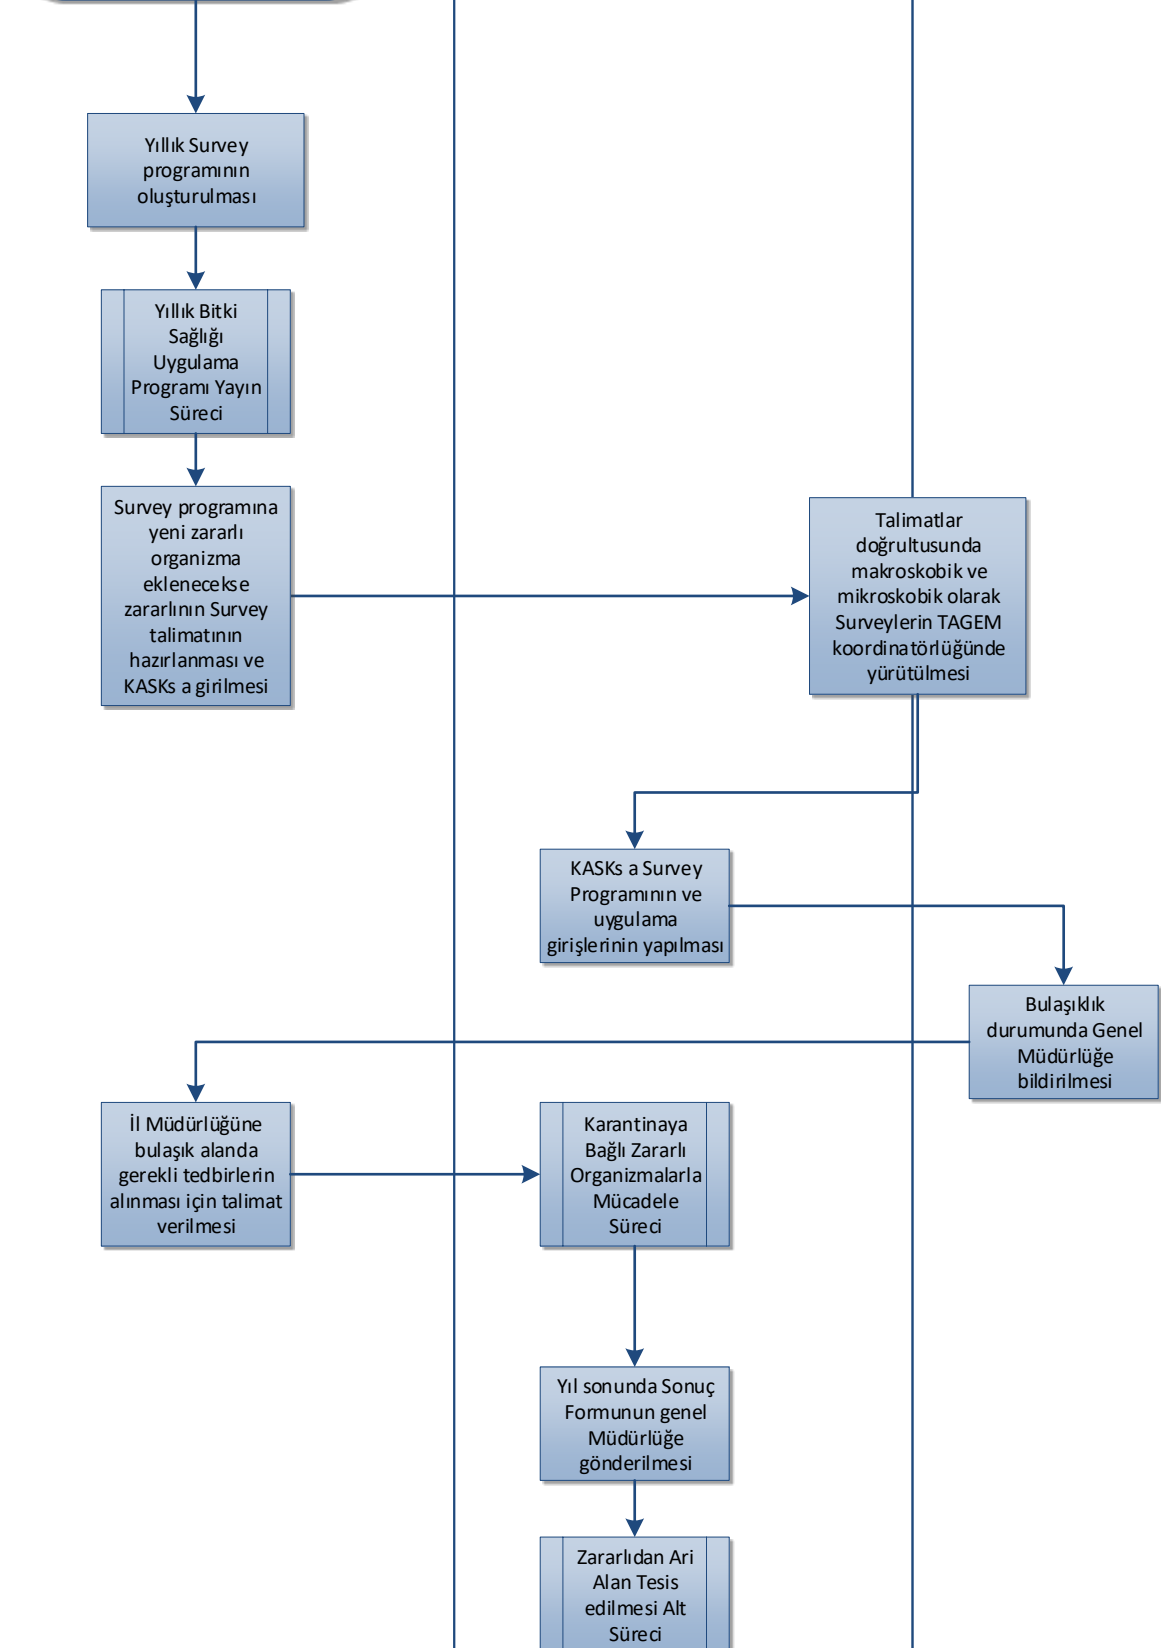 Yıllık Survey
programının
oluşturulması
Yıllık Bitki
Sağlığı
Uygulama
Programı Yayın
Süreci
Survey programına
yeni zararlı
organizma
eklenecekse
zararlının Survey
talimatının
hazırlanması ve
KASKs a girilmesi
Talimatlar
doğrultusunda
makroskobik ve
mikroskobik olarak
Surveylerin TAGEM
koordinatörlüğünde
yürütülmesi
KASKs a Survey
Programının ve
uygulama
girişlerinin yapılması
Bulaşıklık
durumunda Genel
Müdürlüğe
bildirilmesi
İl Müdürlüğüne
bulaşık alanda
gerekli tedbirlerin
alınması için talimat
verilmesi
Karantinaya
Bağlı Zararlı
Organizmalarla
Mücadele
Süreci
Yıl sonunda Sonuç
Formunun genel
Müdürlüğe
gönderilmesi
Zararlıdan Ari
Alan Tesis
edilmesi Alt
Süreci